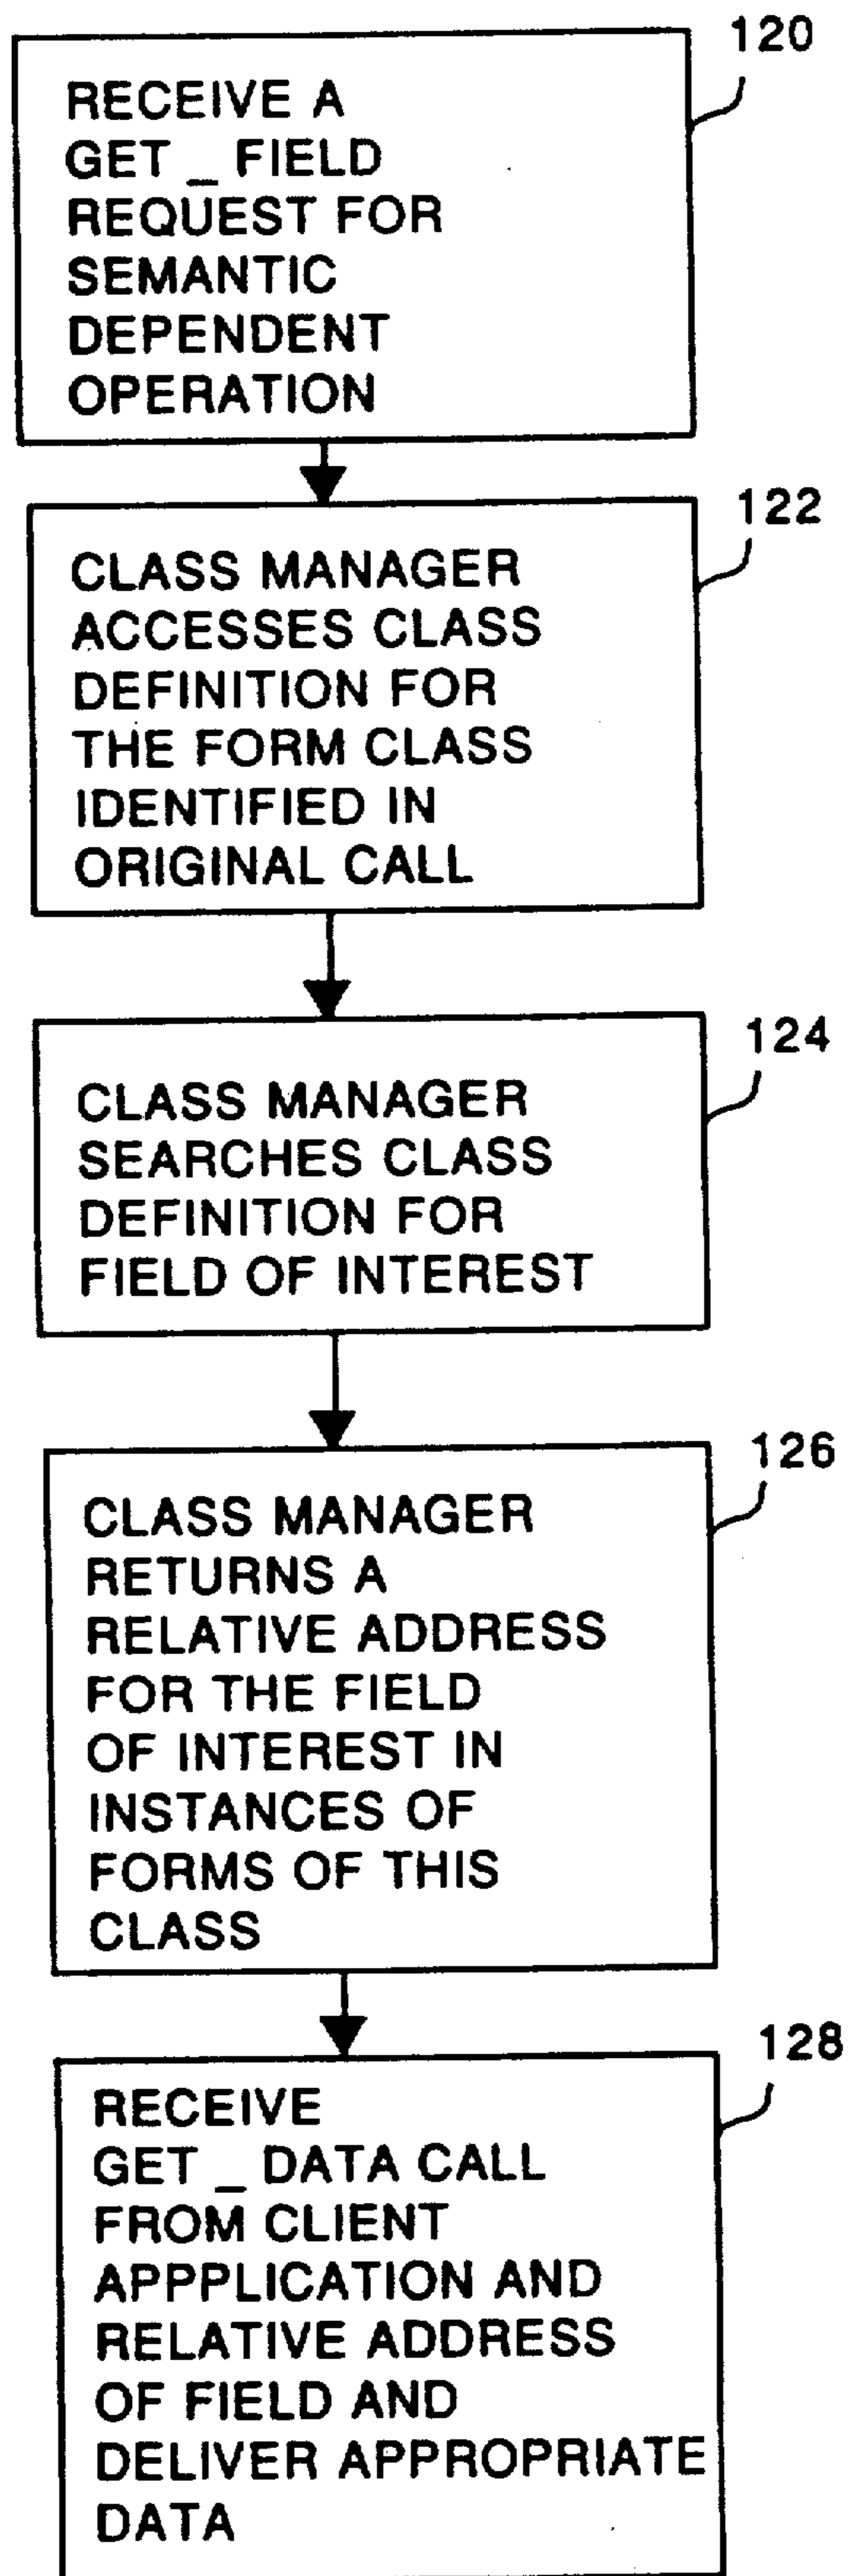 120
RECEIVE A
GET _ FIELD
REQUEST FOR
SEMANTIC
DEPENDENT
OPERATION
122
CLASS MANAGER
ACCESSES CLASS
DEFINITION FOR
THE FORM CLASS
IDENTIFIED IN
ORIGINAL CALL
124
CLASS MANAGER
SEARCHES CLASS
DEFINITION FOR
FIELD OF INTEREST
126
CLASS MANAGER
RETURNS A
RELATIVE ADDRESS
FOR THE FIELD
OF INTEREST IN
INSTANCES OF
FORMS OF THIS
CLASS
128
RECEIVE
GET _ DATA CALL
FROM CLIENT
APPPLICATION AND
RELATIVE ADDRESS
OF FIELD AND
DELIVER APPROPRIATE
DATA